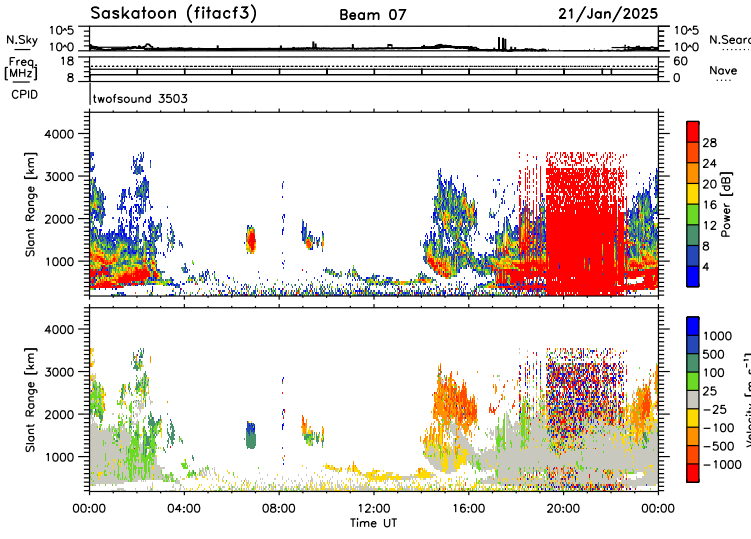 Saskatoon (fitacf3) Beam 07 21/Jan/2025
N.Sky 10^5 10^0 10^5 10^0 N.Sear
Freq. [MHz] 18 8 60 0 Nave
CPID twofsound 3503
Slant Range [km] 4000 3000 2000 1000
Power [dB] 28 24 20 16 12 8 4
Slant Range [km] 4000 3000 2000 1000
Velocity [m s^-1] 1000 500 100 25 -25 -100 -500 -1000
00:00 04:00 08:00 12:00 16:00 20:00 00:00
Time UT